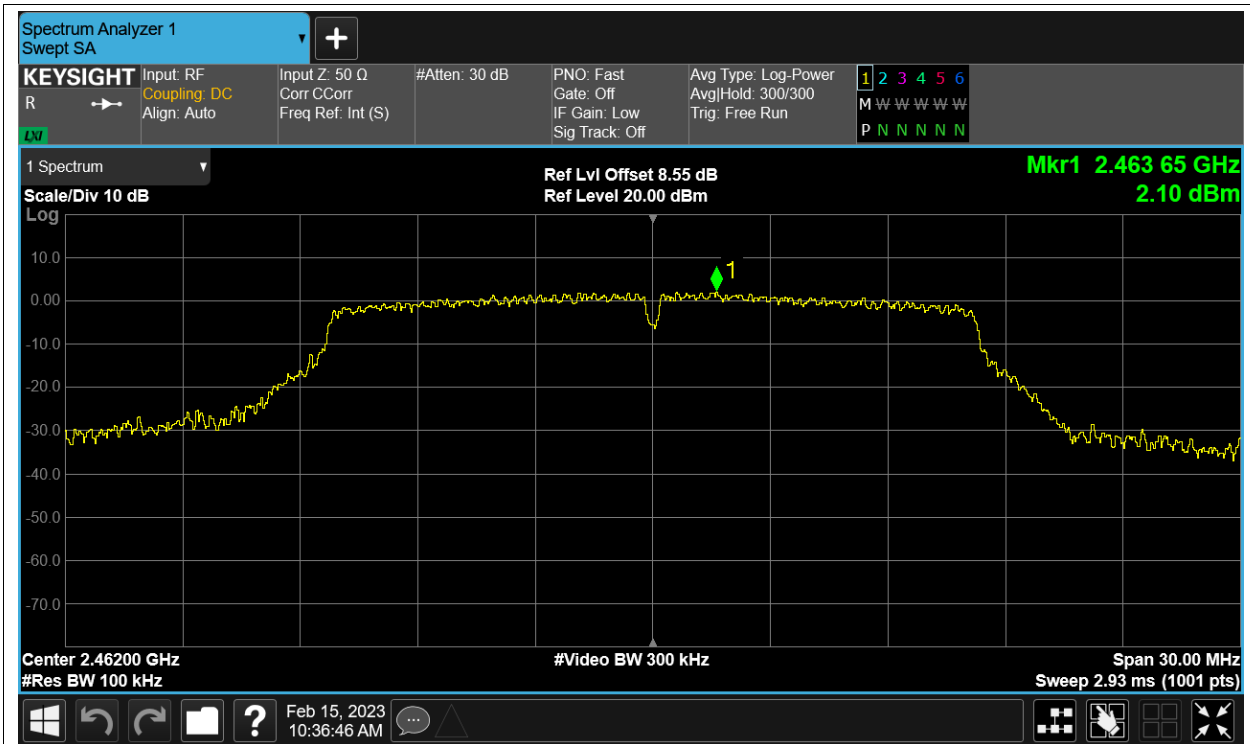 Spectrum Analyzer 1
Swept SA
KEYSIGHT
R
LXI
Input: RF
Coupling: DC
Align: Auto
Input Z: 50 Ω
Corr CCorr
Freq Ref: Int (S)
#Atten: 30 dB
PNO: Fast
Gate: Off
IF Gain: Low
Sig Track: Off
Avg Type: Log-Power
Avg|Hold: 300/300
Trig: Free Run
1 2 3 4 5 6
M W W W W W
P N N N N N
1 Spectrum
Scale/Div 10 dB
Ref Lvl Offset 8.55 dB
Ref Level 20.00 dBm
Mkr1 2.463 65 GHz
2.10 dBm
Log
10.0
1
0.00
-10.0
-20.0
-30.0
-40.0
-50.0
-60.0
-70.0
Center 2.46200 GHz
#Video BW 300 kHz
Span 30.00 MHz
#Res BW 100 kHz
Sweep 2.93 ms (1001 pts)
?
Feb 15, 2023
10:36:46 AM